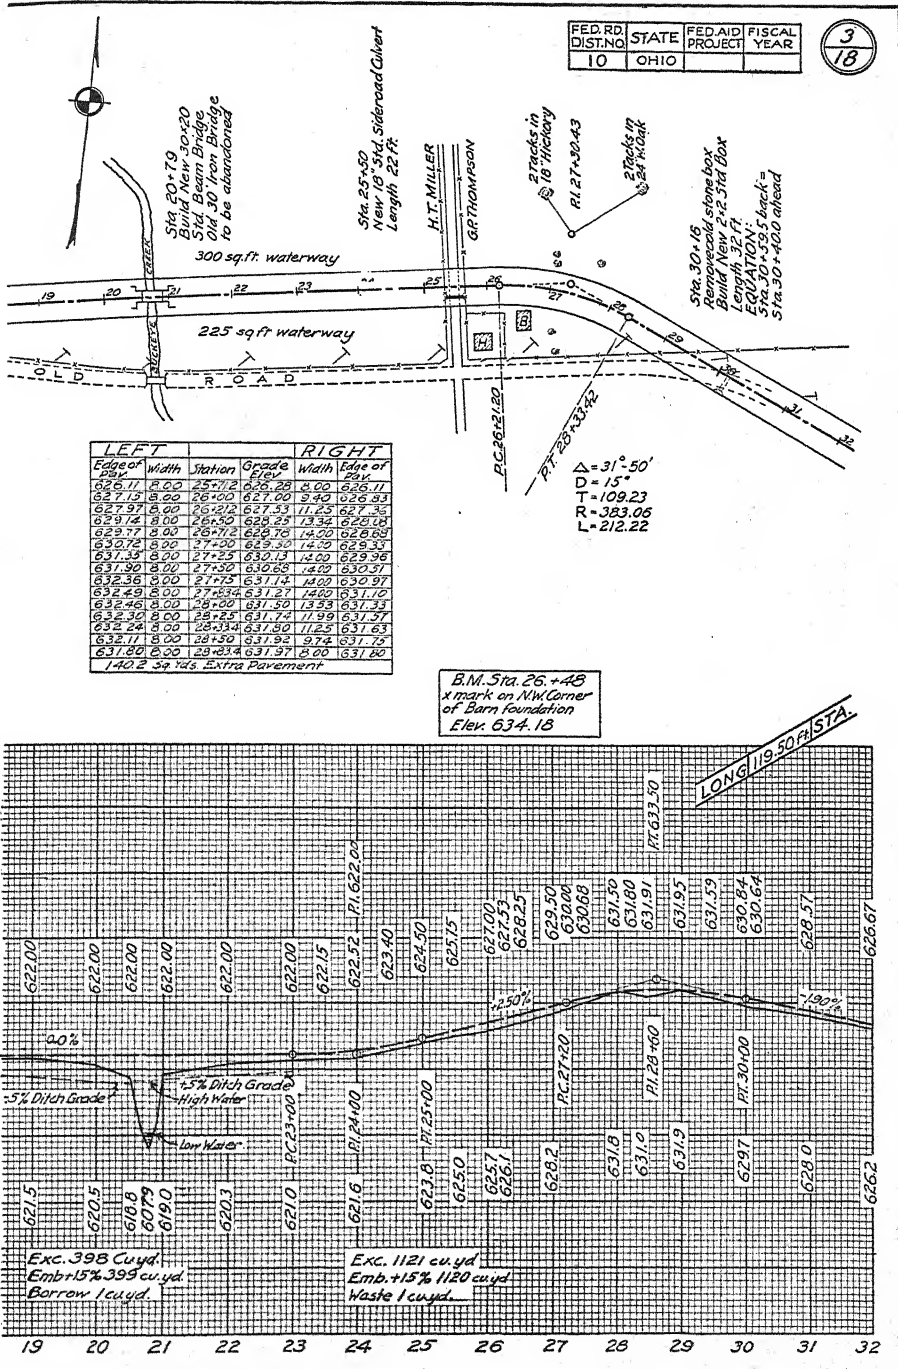 FED. RD. DIST. NO. STATE FED. AID PROJECT FISCAL YEAR
10 OHIO
3
18
Sta. 20+79
Build New 30×20
Std. Beam Bridge
Old 30' Iron Bridge
to be abandoned
Sta. 25+50
New 18" Std. Sideroad Culvert
Length 22 Ft.
H.T. MILLER
G.P. THOMPSON
2 Tacks in
18" Hickory
P.I. 27+30.43
2 Tacks in
24" Oak
Sta. 30+16
Remove old stone box
Build New 2×2 Std Box
Length 32 Ft.
EQUATION:
Sta. 30+59.5 back =
Sta. 30+40.0 ahead
300 sq. ft. waterway
CREEK
19 20 21 22 23 24 25 26 27 28 29 30 31 32
225 sq ft waterway
BUCKEYE
H B
OLD ROAD
P.C. 26+21.20
P.T. 28+33.42
Δ = 31°-50'
D = 15°
T = 109.23
R = 383.06
L = 212.22
LEFT RIGHT
Edge of Pav. Width Station Grade Elev Width Edge of Pav.
626.11 8.00 25+71.2 626.28 8.00 626.11
627.15 8.00 26+00 627.00 9.40 626.83
627.97 8.00 26+21.2 627.53 11.25 627.36
629.14 8.00 26+50 628.25 13.34 628.08
629.77 8.00 26+71.2 628.78 14.00 628.68
630.72 8.00 27+00 629.50 14.00 629.33
631.35 8.00 27+25 630.13 14.00 629.96
631.90 8.00 27+50 630.68 14.00 630.51
632.36 8.00 27+75 631.14 14.00 630.97
632.49 8.00 27+83.4 631.27 14.00 631.10
632.46 8.00 28+00 631.50 13.53 631.33
632.30 8.00 28+25 631.74 11.99 631.57
632.24 8.00 28+33.4 631.80 11.25 631.63
632.11 8.00 28+50 631.92 9.74 631.75
631.80 8.00 28+83.4 631.97 8.00 631.80
140.2 Sq. Yds. Extra Pavement
B.M. Sta. 26.+48
x mark on N.W. Corner
of Barn foundation
Elev. 634.18
LONG 119.50 Ft. STA.
P.I. 622.00
P.T. 633.50
622.00 622.00 622.00 622.00 622.00 622.00 622.15 622.52 623.40 624.50 625.75 627.00 627.53 628.25 629.50 630.00 630.68 631.50 631.80 631.91 631.95 631.59 630.84 630.64 628.57 626.67
0.0%
+2.50%
-1.90%
.5% Ditch Grade
+.5% Ditch Grade
High Water
Low Water
P.C. 23+00
P.I. 24+00
P.T. 25+00
P.C. 27+20
P.I. 28+60
P.T. 30+00
621.5 620.5 618.8 607.79 619.0 620.3 621.0 621.6 623.8 625.0 625.7 626.1 628.2 631.8 631.0 631.9 629.7 628.0 626.2
Exc. 398 Cu. yd.
Emb+15% 399 cu. yd.
Borrow 1 cu. yd.
Exc. 1121 cu. yd
Emb. +15% 1120 cu. yd
Waste 1 cu. yd.
19 20 21 22 23 24 25 26 27 28 29 30 31 32